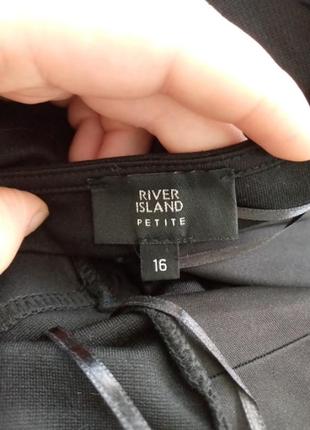 RIVER
ISLAND
PETITE
16